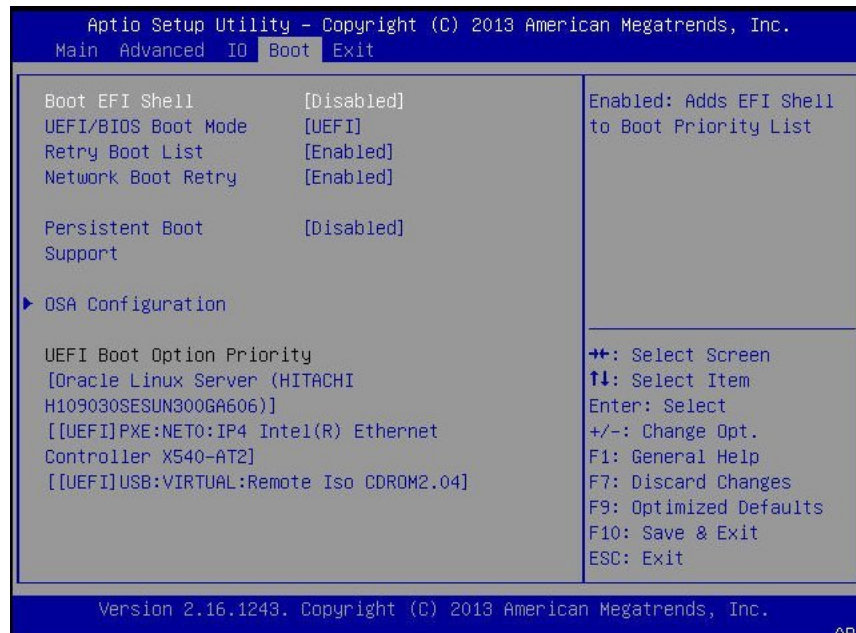 Aptio Setup Utility – Copyright (C) 2013 American Megatrends, Inc.
Main Advanced IO Boot Exit
Boot EFI Shell [Disabled]
UEFI/BIOS Boot Mode [UEFI]
Retry Boot List [Enabled]
Network Boot Retry [Enabled]
Persistent Boot [Disabled]
Support
OSA Configuration
UEFI Boot Option Priority
[Oracle Linux Server (HITACHI
H109030SESUN300GA606)]
[[UEFI]PXE:NET0:IP4 Intel(R) Ethernet
Controller X540-AT2]
[[UEFI]USB:VIRTUAL:Remote Iso CDROM2.04]
Enabled: Adds EFI Shell
to Boot Priority List
→←: Select Screen
↑↓: Select Item
Enter: Select
+/-: Change Opt.
F1: General Help
F7: Discard Changes
F9: Optimized Defaults
F10: Save & Exit
ESC: Exit
Version 2.16.1243. Copyright (C) 2013 American Megatrends, Inc.